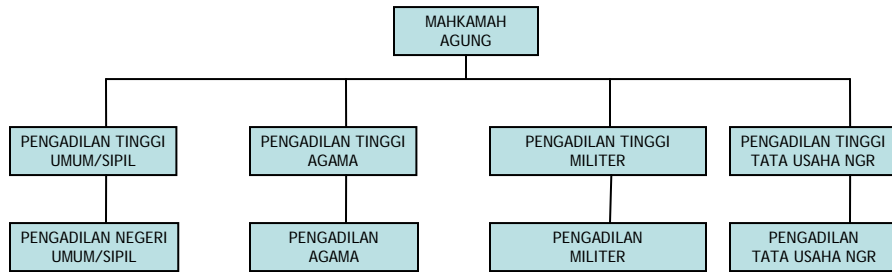 MAHKAMAH
AGUNG
PENGADILAN TINGGI
UMUM/SIPIL
PENGADILAN TINGGI
AGAMA
PENGADILAN TINGGI
MILITER
PENGADILAN TINGGI
TATA USAHA NGR
PENGADILAN NEGERI
UMUM/SIPIL
PENGADILAN
AGAMA
PENGADILAN
MILITER
PENGADILAN
TATA USAHA NGR